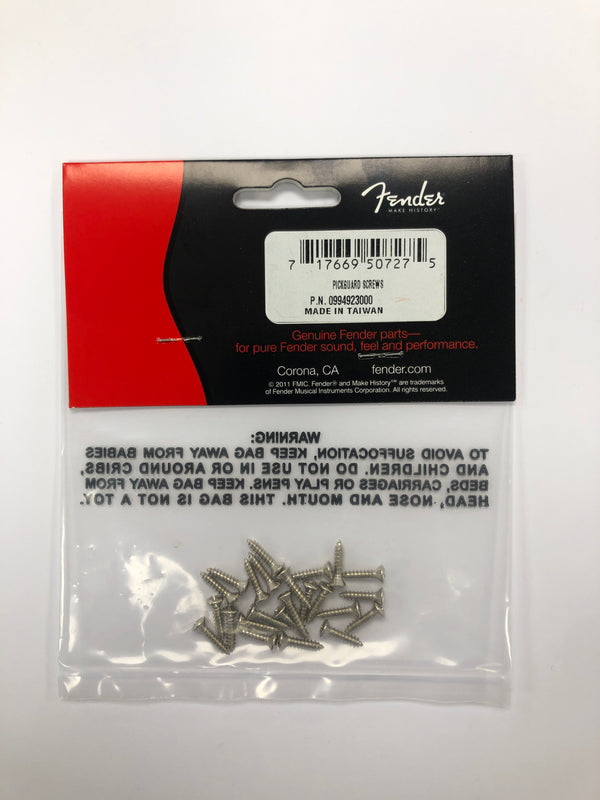 Fender
MAKE HISTORY™
7 17669 50727 5
PICKGUARD SCREWS
P.N. 0994923000
MADE IN TAIWAN
Genuine Fender parts—
for pure Fender sound, feel and performance.
Corona, CA fender.com
© 2011 FMIC. Fender® and Make History™ are trademarks
of Fender Musical Instruments Corporation. All rights reserved.
WARNING:
TO AVOID SUFFOCATION, KEEP BAG AWAY FROM BABIES
AND CHILDREN. DO NOT USE IN OR AROUND CRIBS,
BEDS, CARRIAGES OR PLAY PENS. KEEP BAG AWAY FROM
HEAD, NOSE AND MOUTH. THIS BAG IS NOT A TOY.